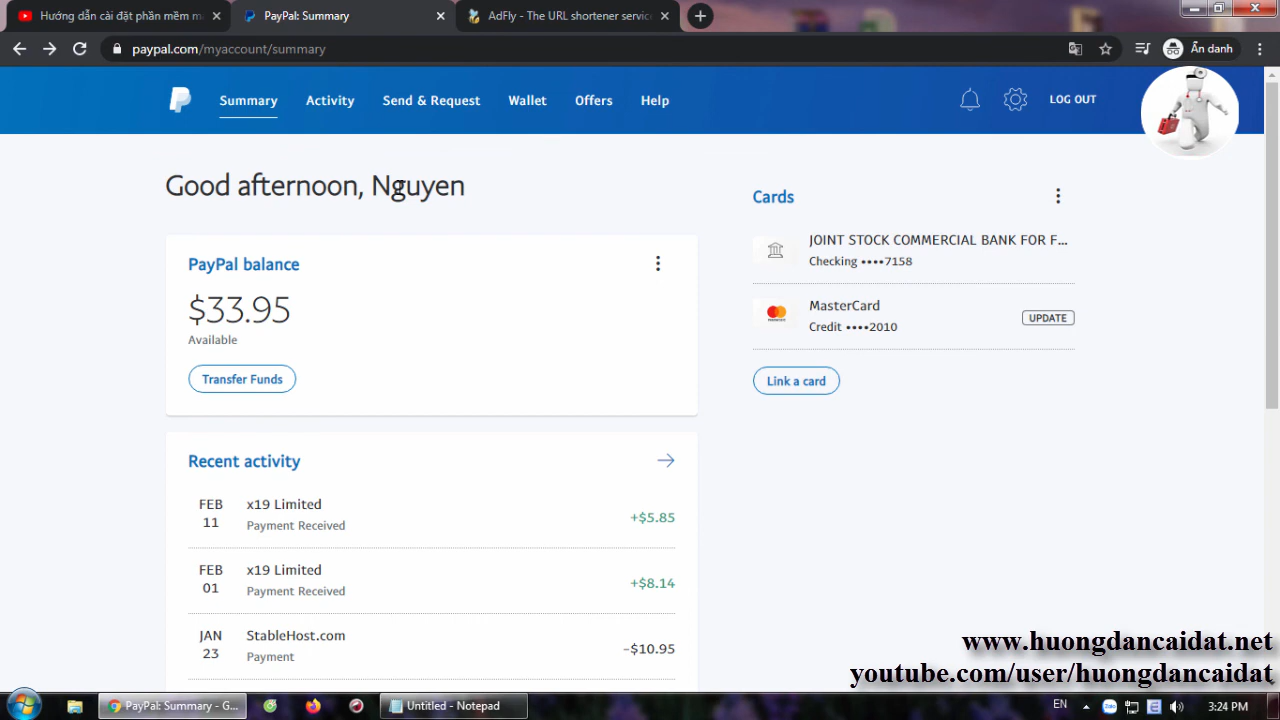 Hướng dẫn cài đặt phần mềm m
PayPal: Summary
AdFly - The URL shortener service
paypal.com/myaccount/summary
Ẩn danh
Summary
Activity
Send & Request
Wallet
Offers
Help
LOG OUT
Good afternoon, Nguyen
PayPal balance
$33.95
Available
Transfer Funds
Recent activity
FEB 11
x19 Limited
+$5.85
Payment Received
FEB 01
x19 Limited
+$8.14
Payment Received
JAN 23
StableHost.com
-$10.95
Payment
Cards
JOINT STOCK COMMERCIAL BANK FOR F...
Checking ••••7158
MasterCard
Credit ••••2010
UPDATE
Link a card
www.huongdancaidat.net
youtube.com/user/huongdancaidat
PayPal: Summary - G...
Untitled - Notepad
EN
Zalo
E
3:24 PM